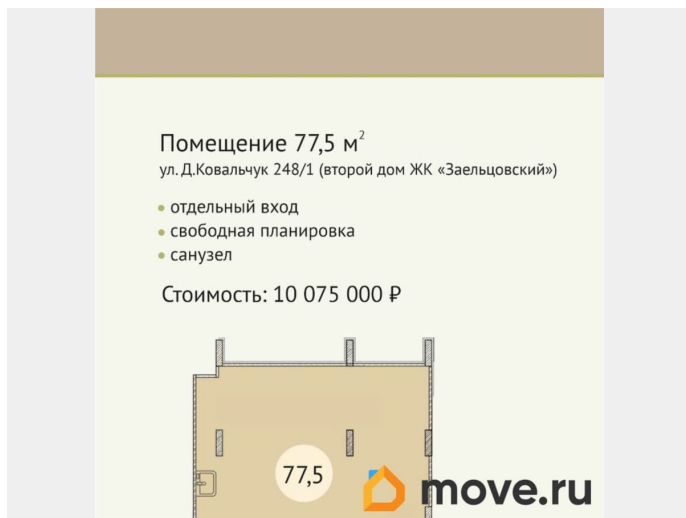 Помещение 77,5 м²
ул. Д.Ковальчук 248/1 (второй дом ЖК «Заельцовский»)
• отдельный вход
• свободная планировка
• санузел
Стоимость: 10 075 000 ₽
77,5
move.ru